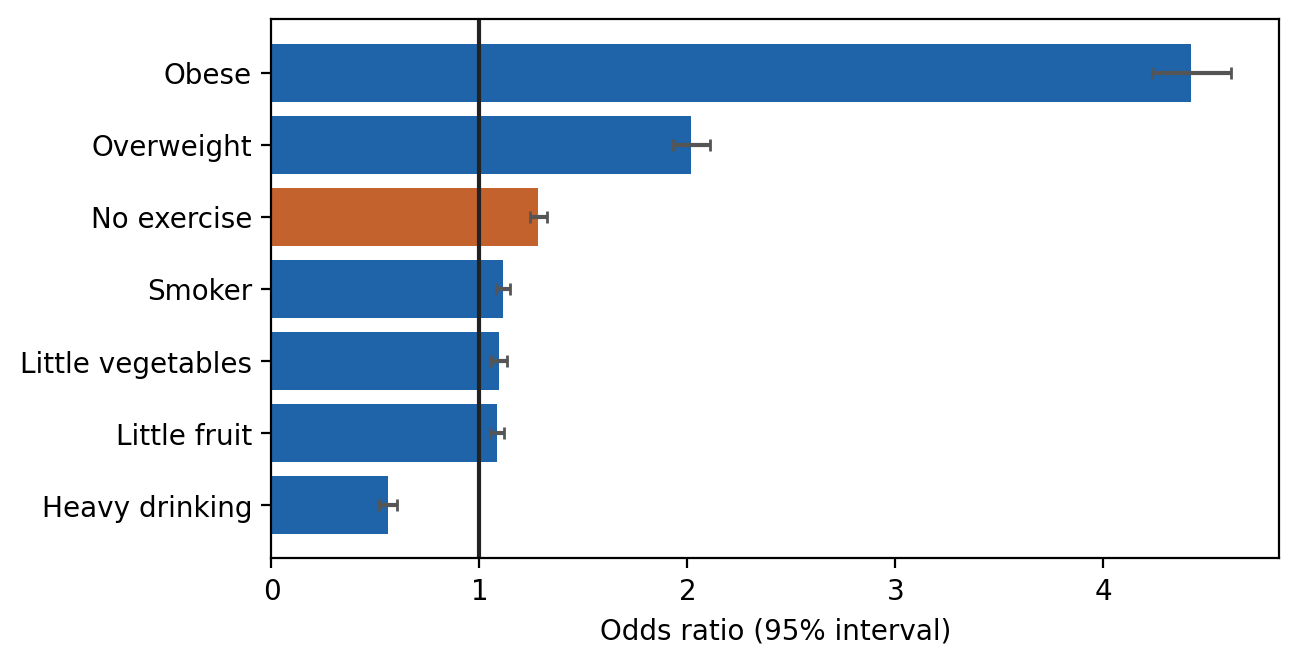 Obese
Overweight
No exercise
Smoker
Little vegetables
Little fruit
Heavy drinking
0 1 2 3 4
Odds ratio (95% interval)